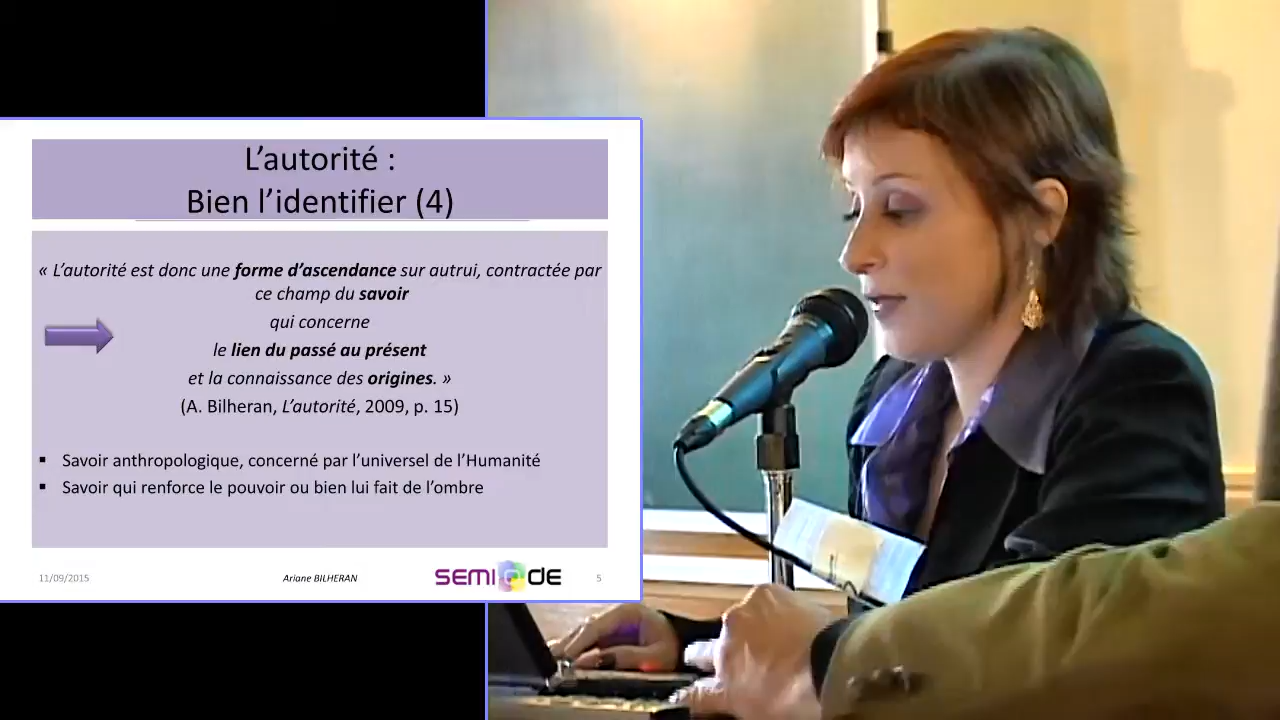 L’autorité :
Bien l’identifier (4)
« L’autorité est donc une forme d’ascendance sur autrui, contractée par
ce champ du savoir
qui concerne
le lien du passé au présent
et la connaissance des origines. »
(A. Bilheran, L’autorité, 2009, p. 15)
▪ Savoir anthropologique, concerné par l’universel de l’Humanité
▪ Savoir qui renforce le pouvoir ou bien lui fait de l’ombre
11/09/2015 Ariane BILHERAN SEMIODE 5